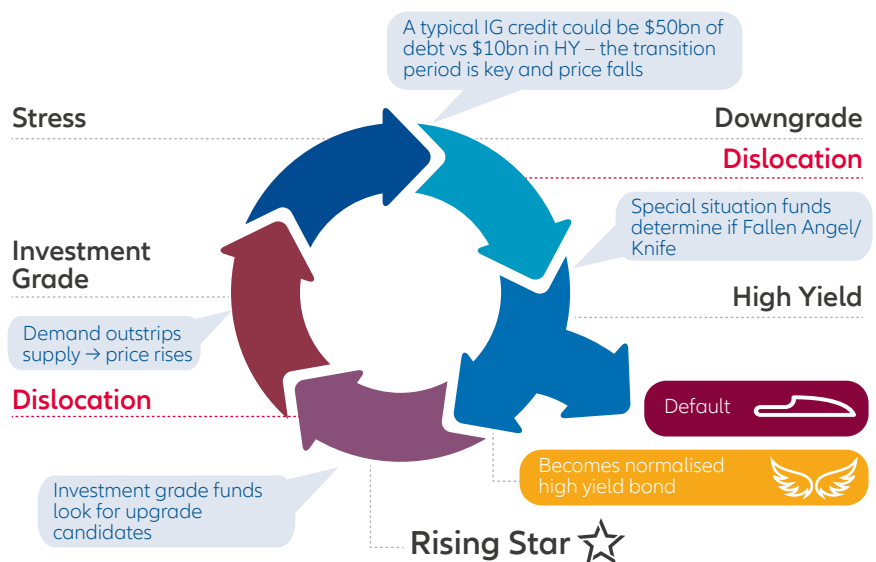 A typical IG credit could be $50bn of
debt vs $10bn in HY – the transition
period is key and price falls
Stress
Downgrade
Dislocation
Special situation funds
determine if Fallen Angel/
Knife
Investment
Grade
High Yield
Demand outstrips
supply → price rises
Dislocation
Default
Becomes normalised
high yield bond
Investment grade funds
look for upgrade
candidates
Rising Star